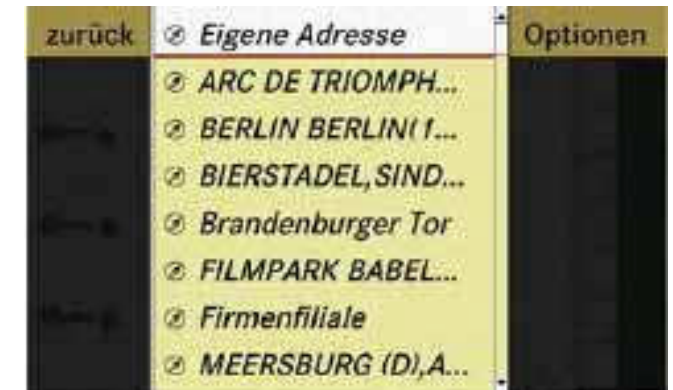 zurück
Eigene Adresse
Optionen
ARC DE TRIOMPH...
BERLIN BERLIN( 1...
BIERSTADEL,SIND...
Brandenburger Tor
FILMPARK BABEL...
Firmenfiliale
MEERSBURG (D),A...